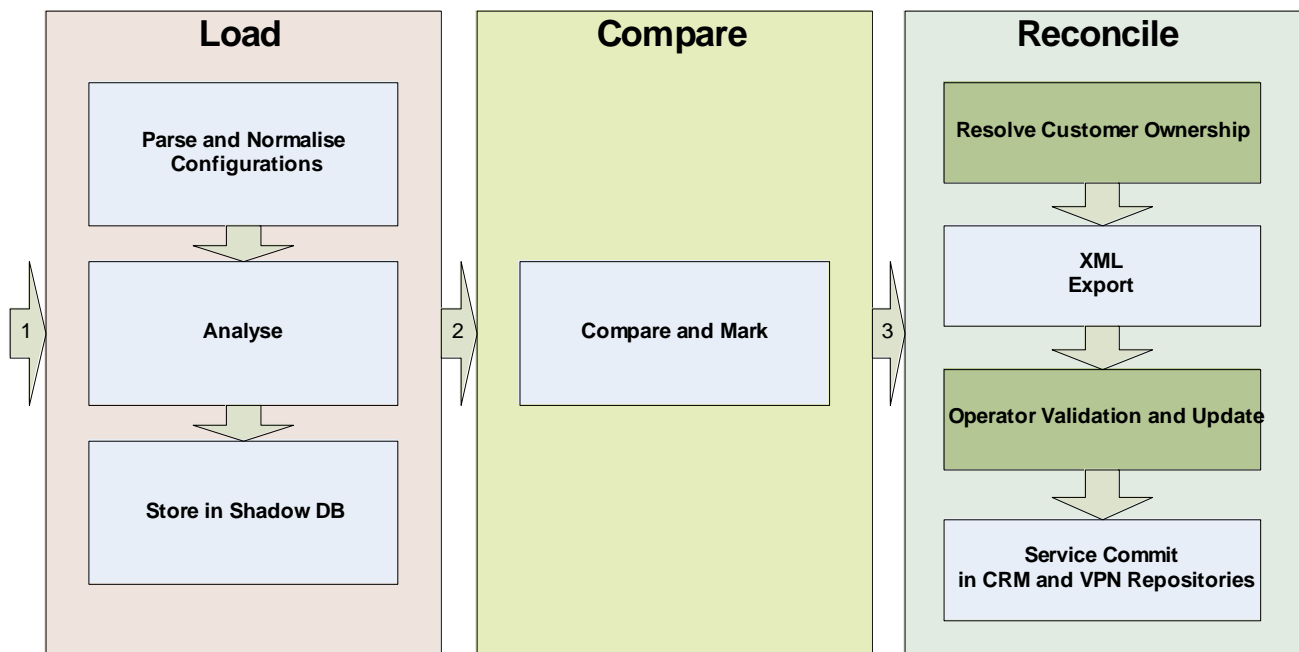 Load
Parse and Normalise
Configurations
1
Analyse
Store in Shadow DB
Compare
2
Compare and Mark
Reconcile
Resolve Customer Ownership
3
XML
Export
Operator Validation and Update
Service Commit
in CRM and VPN Repositories